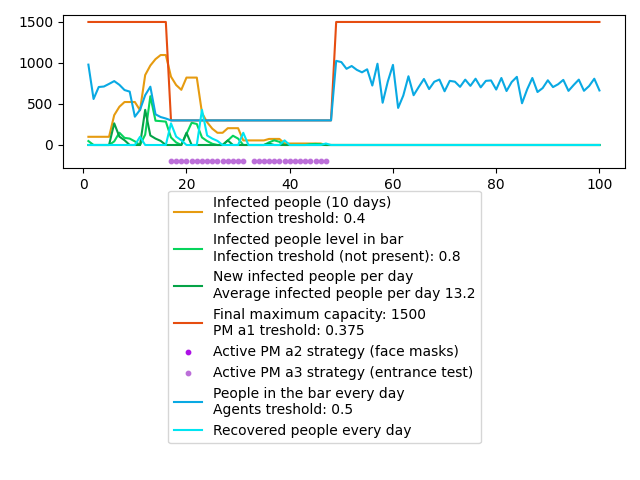 1500
1000
500
0
0 20 40 60 80 100
Infected people (10 days)
Infection treshold: 0.4
Infected people level in bar
Infection treshold (not present): 0.8
New infected people per day
Average infected people per day 13.2
Final maximum capacity: 1500
PM a1 treshold: 0.375
Active PM a2 strategy (face masks)
Active PM a3 strategy (entrance test)
People in the bar every day
Agents treshold: 0.5
Recovered people every day